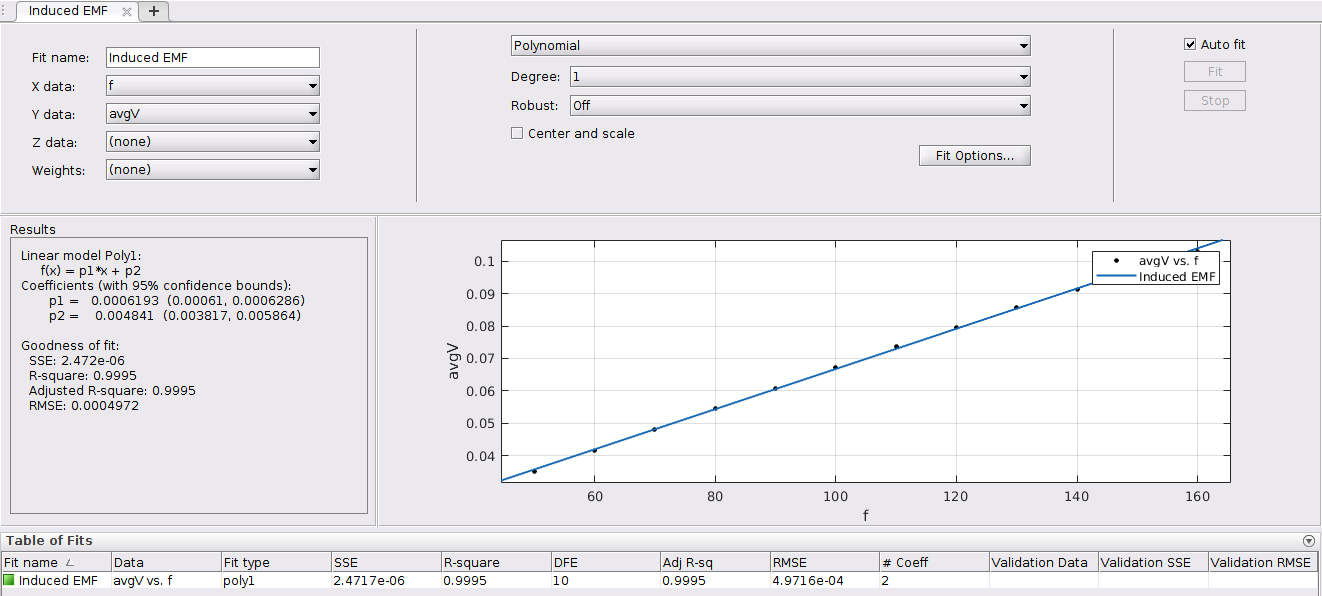 Induced EMF
+
Fit name: Induced EMF
X data: f
Y data: avgV
Z data: (none)
Weights: (none)
Polynomial
Degree: 1
Robust: Off
Center and scale
Fit Options...
Auto fit
Fit
Stop
Results
Linear model Poly1:
f(x) = p1*x + p2
Coefficients (with 95% confidence bounds):
p1 = 0.0006193 (0.00061, 0.0006286)
p2 = 0.004841 (0.003817, 0.005864)
Goodness of fit:
SSE: 2.472e-06
R-square: 0.9995
Adjusted R-square: 0.9995
RMSE: 0.0004972
avgV vs. f
Induced EMF
0.1
0.09
0.08
0.07
0.06
0.05
0.04
avgV
60 80 100 120 140 160
f
Table of Fits
Fit name Data Fit type SSE R-square DFE Adj R-sq RMSE # Coeff Validation Data Validation SSE Validation RMSE
Induced EMF avgV vs. f poly1 2.4717e-06 0.9995 10 0.9995 4.9716e-04 2